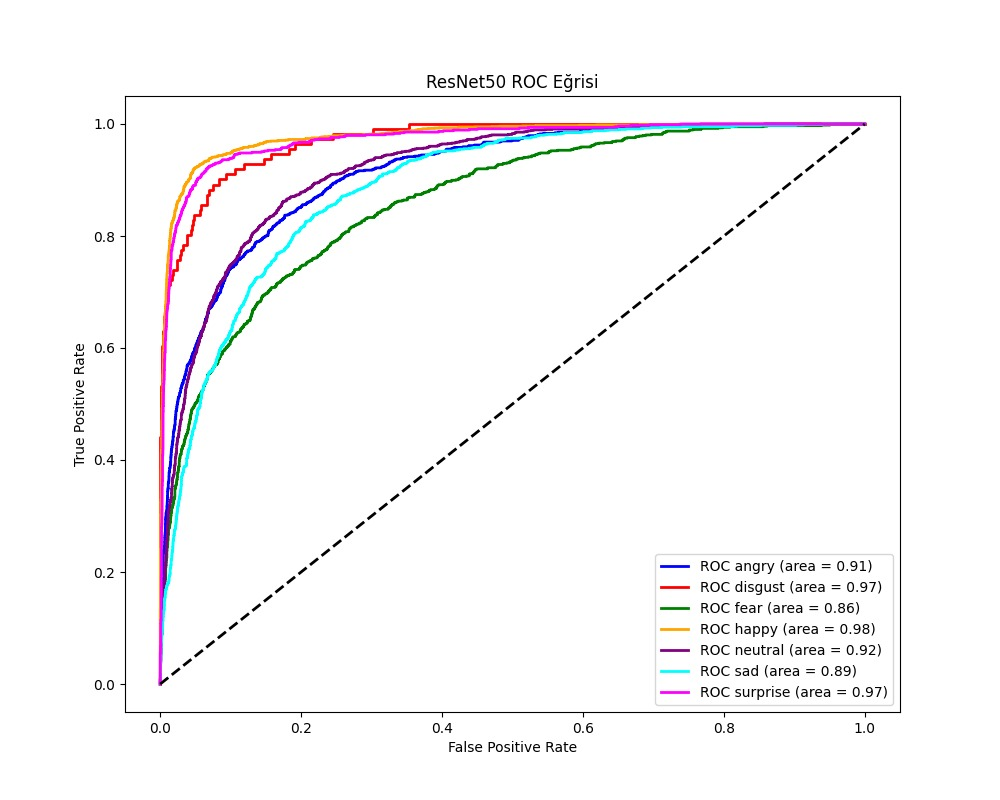 ResNet50 ROC Eğrisi
True Positive Rate
1.0
0.8
0.6
0.4
0.2
0.0
ROC angry (area = 0.91)
ROC disgust (area = 0.97)
ROC fear (area = 0.86)
ROC happy (area = 0.98)
ROC neutral (area = 0.92)
ROC sad (area = 0.89)
ROC surprise (area = 0.97)
0.0 0.2 0.4 0.6 0.8 1.0
False Positive Rate